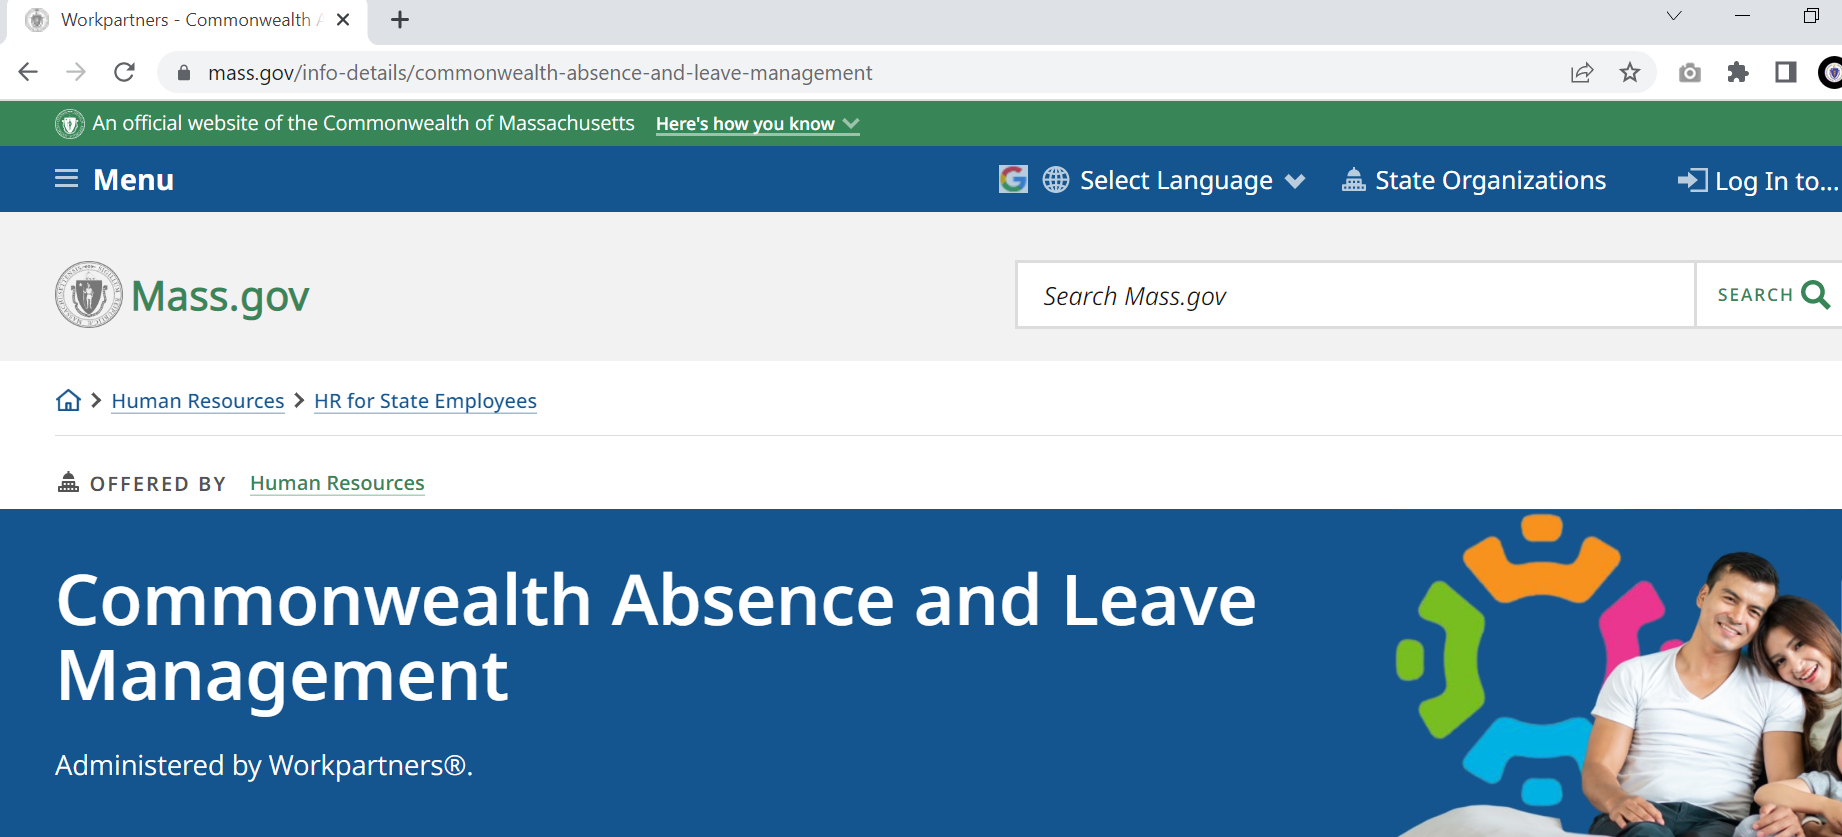 Workpartners - Commonwealth
mass.gov/info-details/commonwealth-absence-and-leave-management
An official website of the Commonwealth of Massachusetts Here's how you know
Menu Select Language State Organizations Log In to...
Mass.gov Search Mass.gov SEARCH
Human Resources HR for State Employees
OFFERED BY Human Resources
Commonwealth Absence and Leave
Management
Administered by Workpartners®.